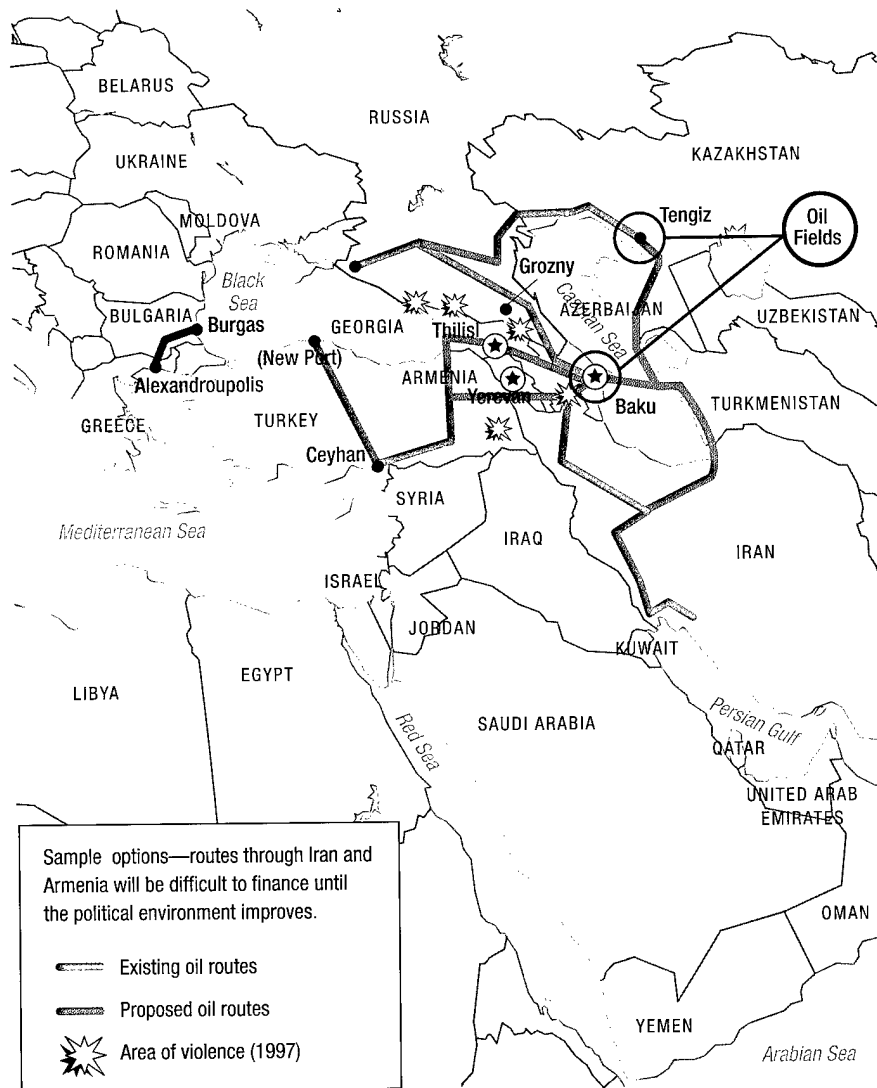 BELARUS
RUSSIA
UKRAINE
KAZAKHSTAN
MOLDOVA
Tengiz
Oil
Fields
ROMANIA
Grozny
Black
Sea
Caspian Sea
BULGARIA
Burgas
GEORGIA
AZERBAIJAN
UZBEKISTAN
Thilisi
(New Port)
Alexandroupolis
ARMENIA
Yerevan
Baku
TURKMENISTAN
GREECE
TURKEY
Ceyhan
SYRIA
Mediterranean Sea
IRAQ
IRAN
ISRAEL
JORDAN
KUWAIT
LIBYA
EGYPT
Red Sea
SAUDI ARABIA
Persian Gulf
QATAR
UNITED ARAB
EMIRATES
OMAN
YEMEN
Arabian Sea
Sample options—routes through Iran and
Armenia will be difficult to finance until
the political environment improves.
Existing oil routes
Proposed oil routes
Area of violence (1997)